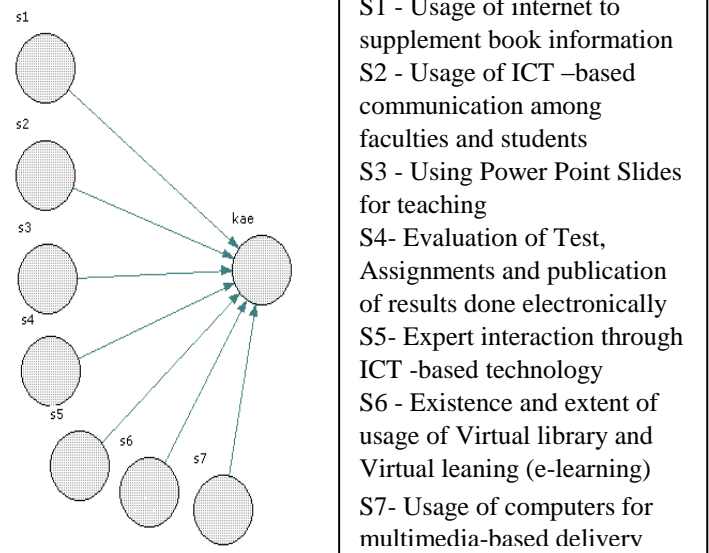 s1
s2
s3
s4
s5
s6
s7
kae
S1 - Usage of internet to
supplement book information
S2 - Usage of ICT –based
communication among
faculties and students
S3 - Using Power Point Slides
for teaching
S4- Evaluation of Test,
Assignments and publication
of results done electronically
S5- Expert interaction through
ICT -based technology
S6 - Existence and extent of
usage of Virtual library and
Virtual leaning (e-learning)
S7- Usage of computers for
multimedia-based delivery